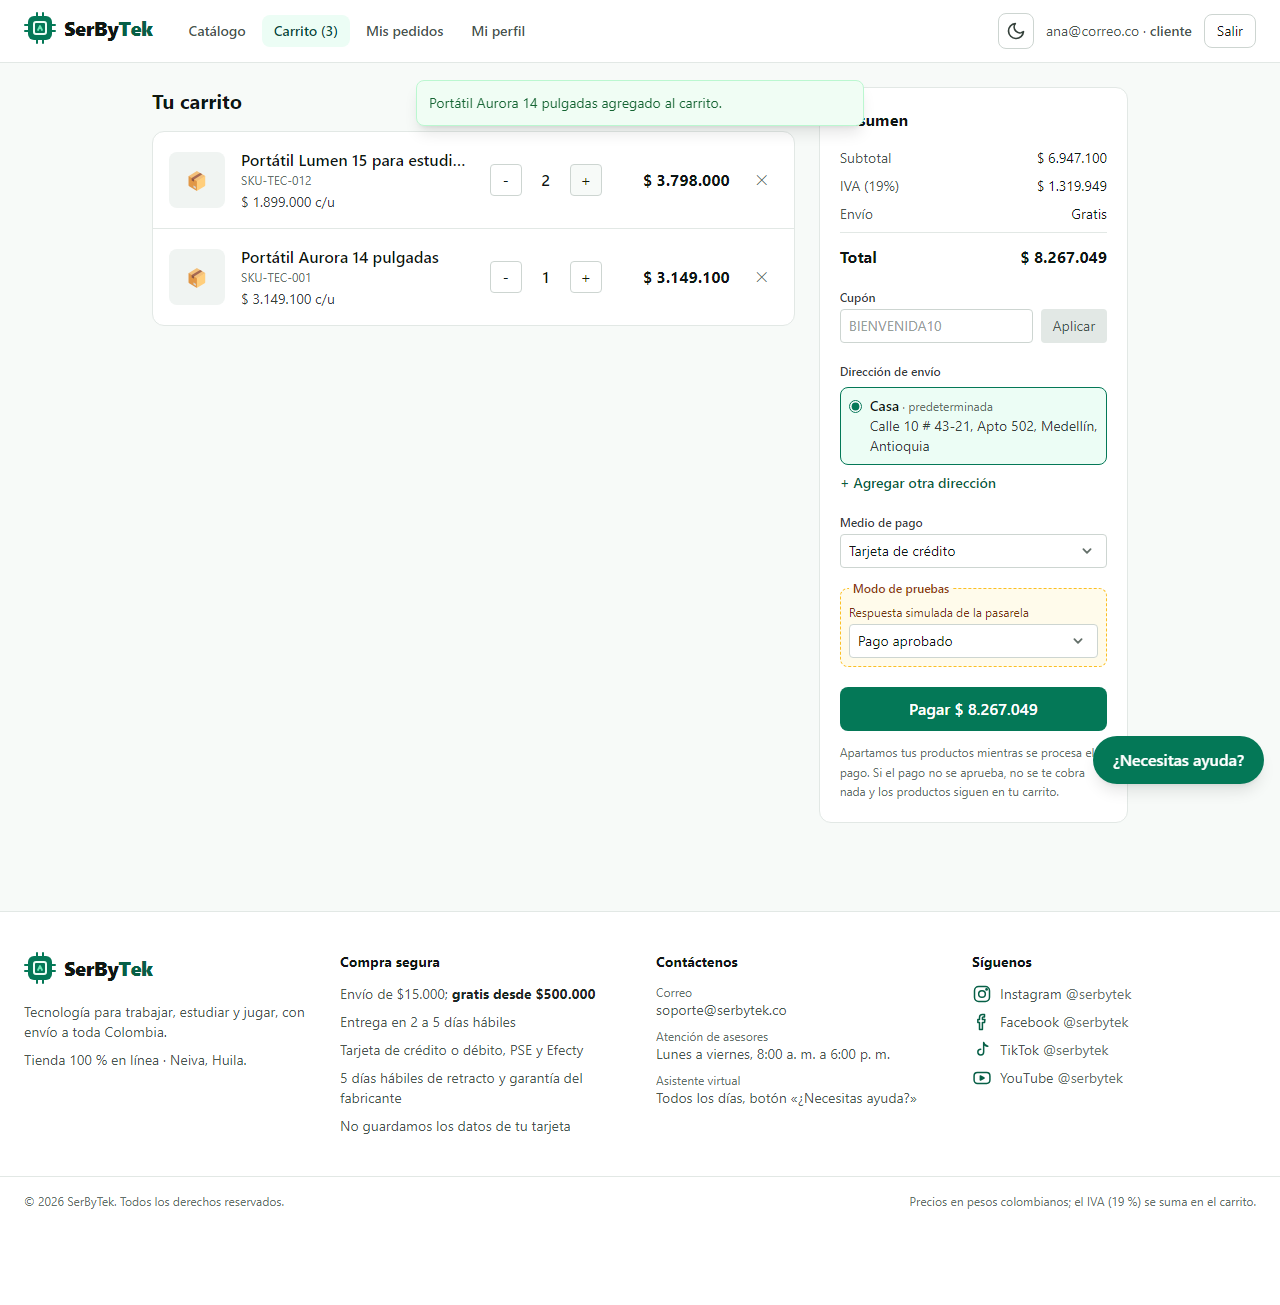 SerByTek
Catálogo
Carrito (3)
Mis pedidos
Mi perfil
ana@correo.co · cliente
Salir
Portátil Aurora 14 pulgadas agregado al carrito.
Tu carrito
Portátil Lumen 15 para estudi...
SKU-TEC-012
$ 1.899.000 c/u
-
2
+
$ 3.798.000
Portátil Aurora 14 pulgadas
SKU-TEC-001
$ 3.149.100 c/u
-
1
+
$ 3.149.100
sumen
Subtotal
$ 6.947.100
IVA (19%)
$ 1.319.949
Envío
Gratis
Total
$ 8.267.049
Cupón
BIENVENIDA10
Aplicar
Dirección de envío
Casa · predeterminada
Calle 10 # 43-21, Apto 502, Medellín,
Antioquia
+ Agregar otra dirección
Medio de pago
Tarjeta de crédito
Modo de pruebas
Respuesta simulada de la pasarela
Pago aprobado
Pagar $ 8.267.049
Apartamos tus productos mientras se procesa el
pago. Si el pago no se aprueba, no se te cobra
nada y los productos siguen en tu carrito.
¿Necesitas ayuda?
SerByTek
Tecnología para trabajar, estudiar y jugar, con
envío a toda Colombia.
Tienda 100 % en línea · Neiva, Huila.
Compra segura
Envío de $15.000; gratis desde $500.000
Entrega en 2 a 5 días hábiles
Tarjeta de crédito o débito, PSE y Efecty
5 días hábiles de retracto y garantía del
fabricante
No guardamos los datos de tu tarjeta
Contáctenos
Correo
soporte@serbytek.co
Atención de asesores
Lunes a viernes, 8:00 a. m. a 6:00 p. m.
Asistente virtual
Todos los días, botón «¿Necesitas ayuda?»
Síguenos
Instagram @serbytek
Facebook @serbytek
TikTok @serbytek
YouTube @serbytek
© 2026 SerByTek. Todos los derechos reservados.
Precios en pesos colombianos; el IVA (19 %) se suma en el carrito.